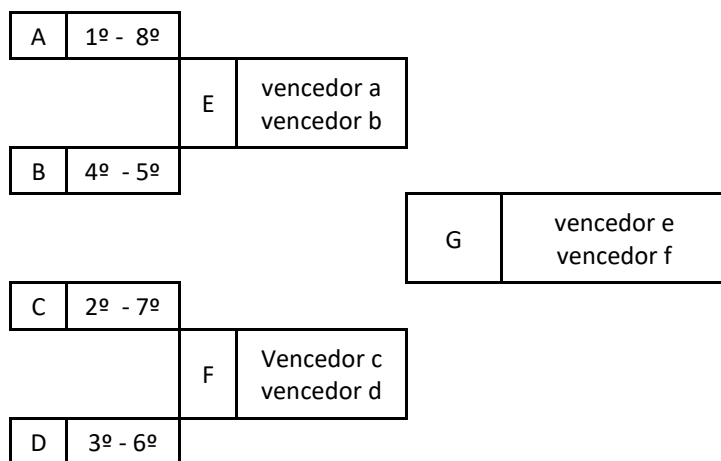 A 1º - 8º
E vencedor a
vencedor b
B 4º - 5º
G vencedor e
vencedor f
C 2º - 7º
F Vencedor c
vencedor d
D 3º - 6º